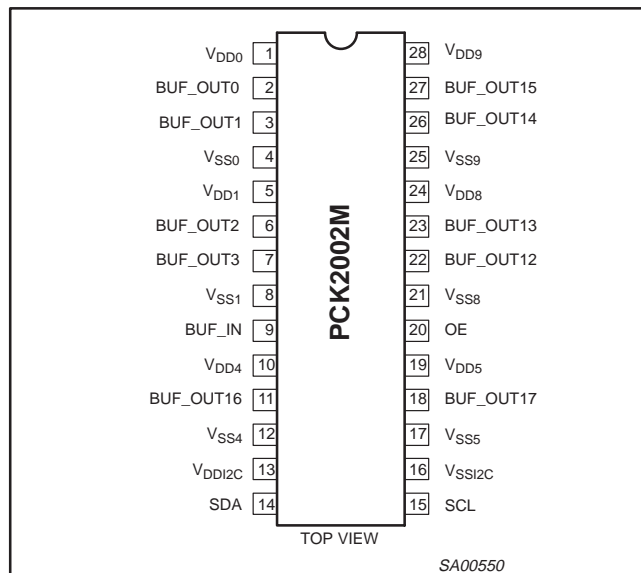 VDD0 1 28 VDD9
BUF_OUT0 2 27 BUF_OUT15
BUF_OUT1 3 26 BUF_OUT14
VSS0 4 25 VSS9
VDD1 5 24 VDD8
BUF_OUT2 6 23 BUF_OUT13
BUF_OUT3 7 22 BUF_OUT12
VSS1 8 21 VSS8
BUF_IN 9 20 OE
VDD4 10 19 VDD5
BUF_OUT16 11 18 BUF_OUT17
VSS4 12 17 VSS5
VDDI2C 13 16 VSSI2C
SDA 14 15 SCL
PCK2002M
TOP VIEW
SA00550